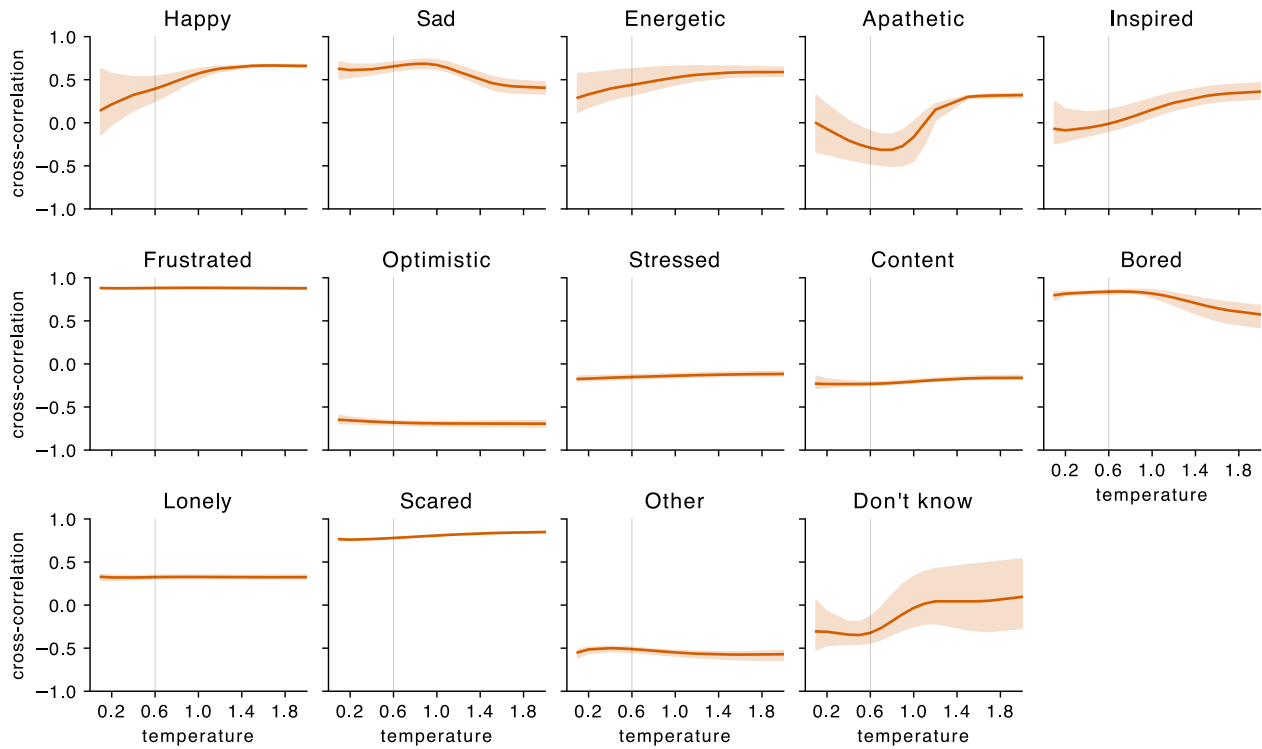 Happy Sad Energetic Apathetic Inspired
cross-correlation
1.0
0.5
0.0
−0.5
−1.0
Frustrated Optimistic Stressed Content Bored
cross-correlation
1.0
0.5
0.0
−0.5
−1.0
0.2 0.6 1.0 1.4 1.8
temperature
Lonely Scared Other Don't know
cross-correlation
1.0
0.5
0.0
−0.5
−1.0
0.2 0.6 1.0 1.4 1.8 0.2 0.6 1.0 1.4 1.8 0.2 0.6 1.0 1.4 1.8 0.2 0.6 1.0 1.4 1.8
temperature temperature temperature temperature